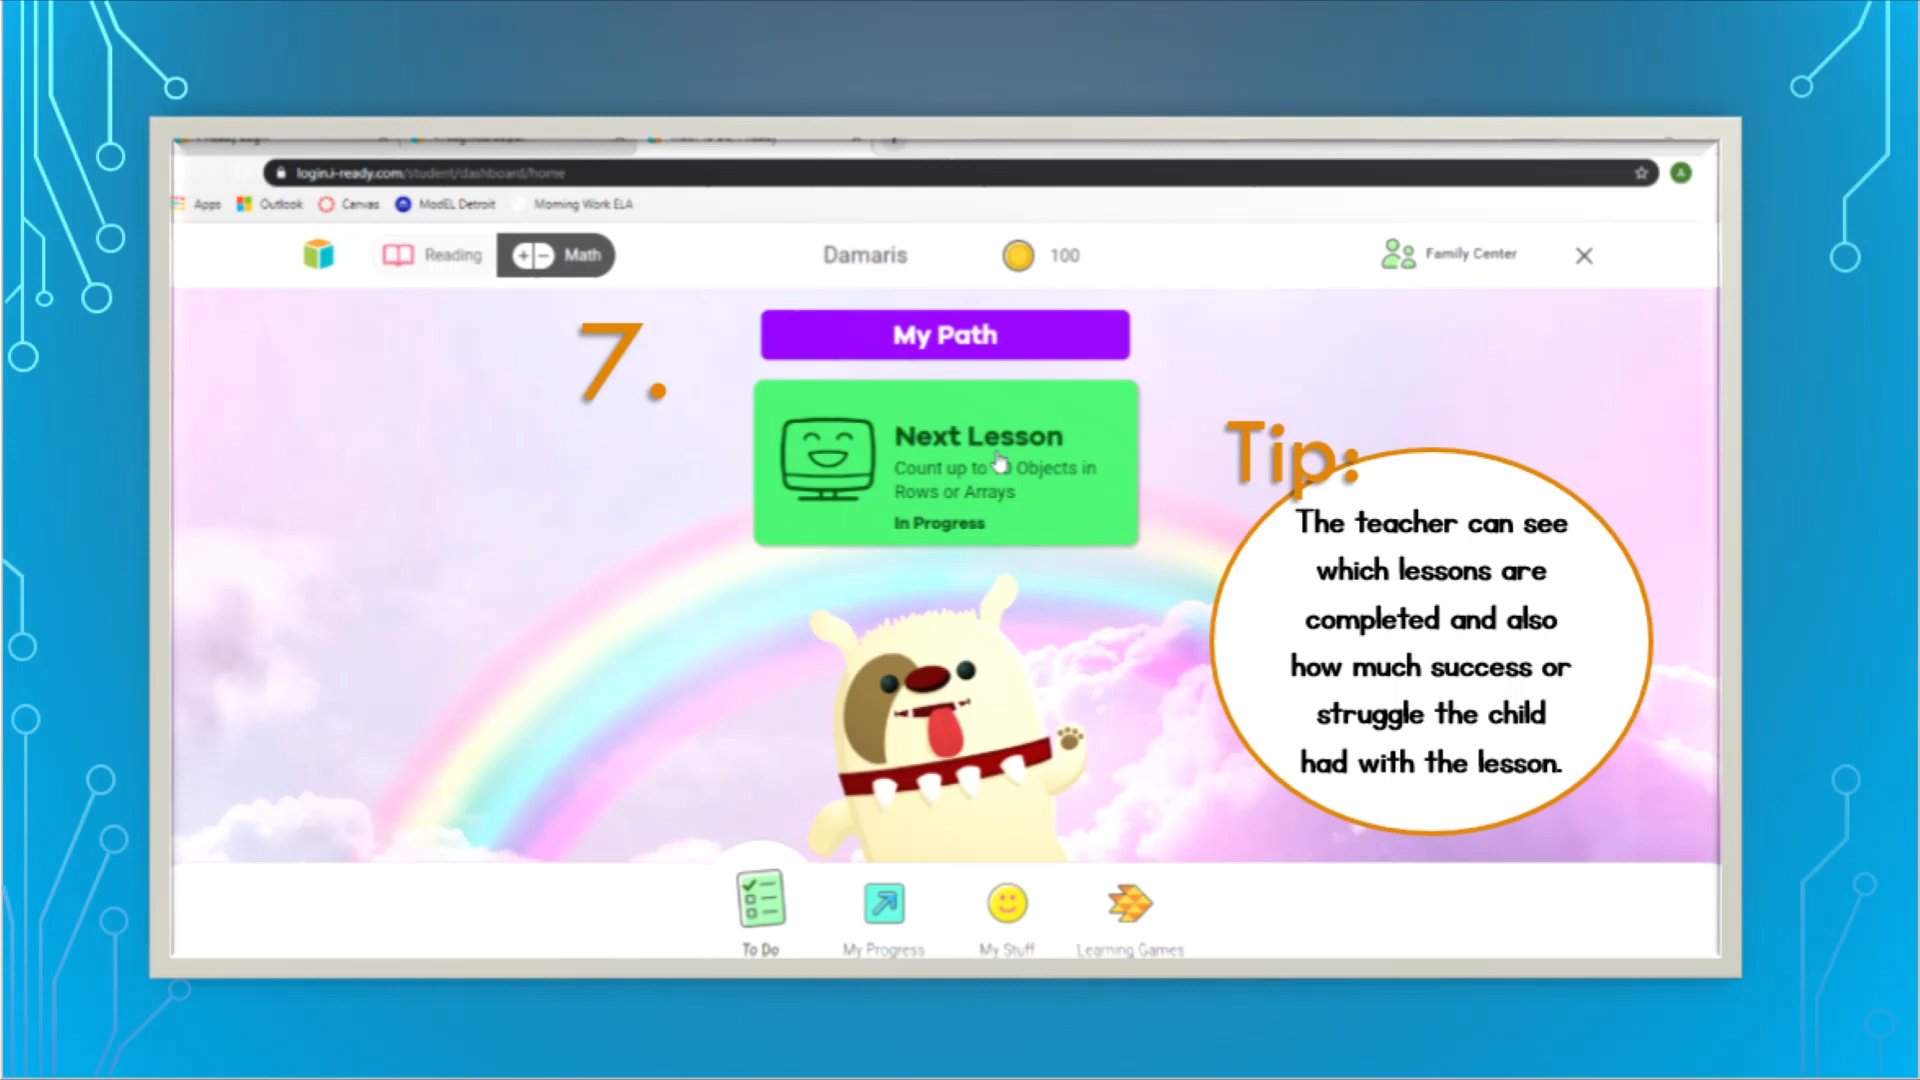 login.i-ready.com/student/dashboard/home
Apps Outlook Canvas ModEL Detroit Morning Work ELA
Reading Math Damaris 100 Family Center
7.
My Path
Next Lesson
Count up to Objects in
Rows or Arrays
In Progress
Tip:
The teacher can see
which lessons are
completed and also
how much success or
struggle the child
had with the lesson.
To Do My Progress My Stuff Learning Games